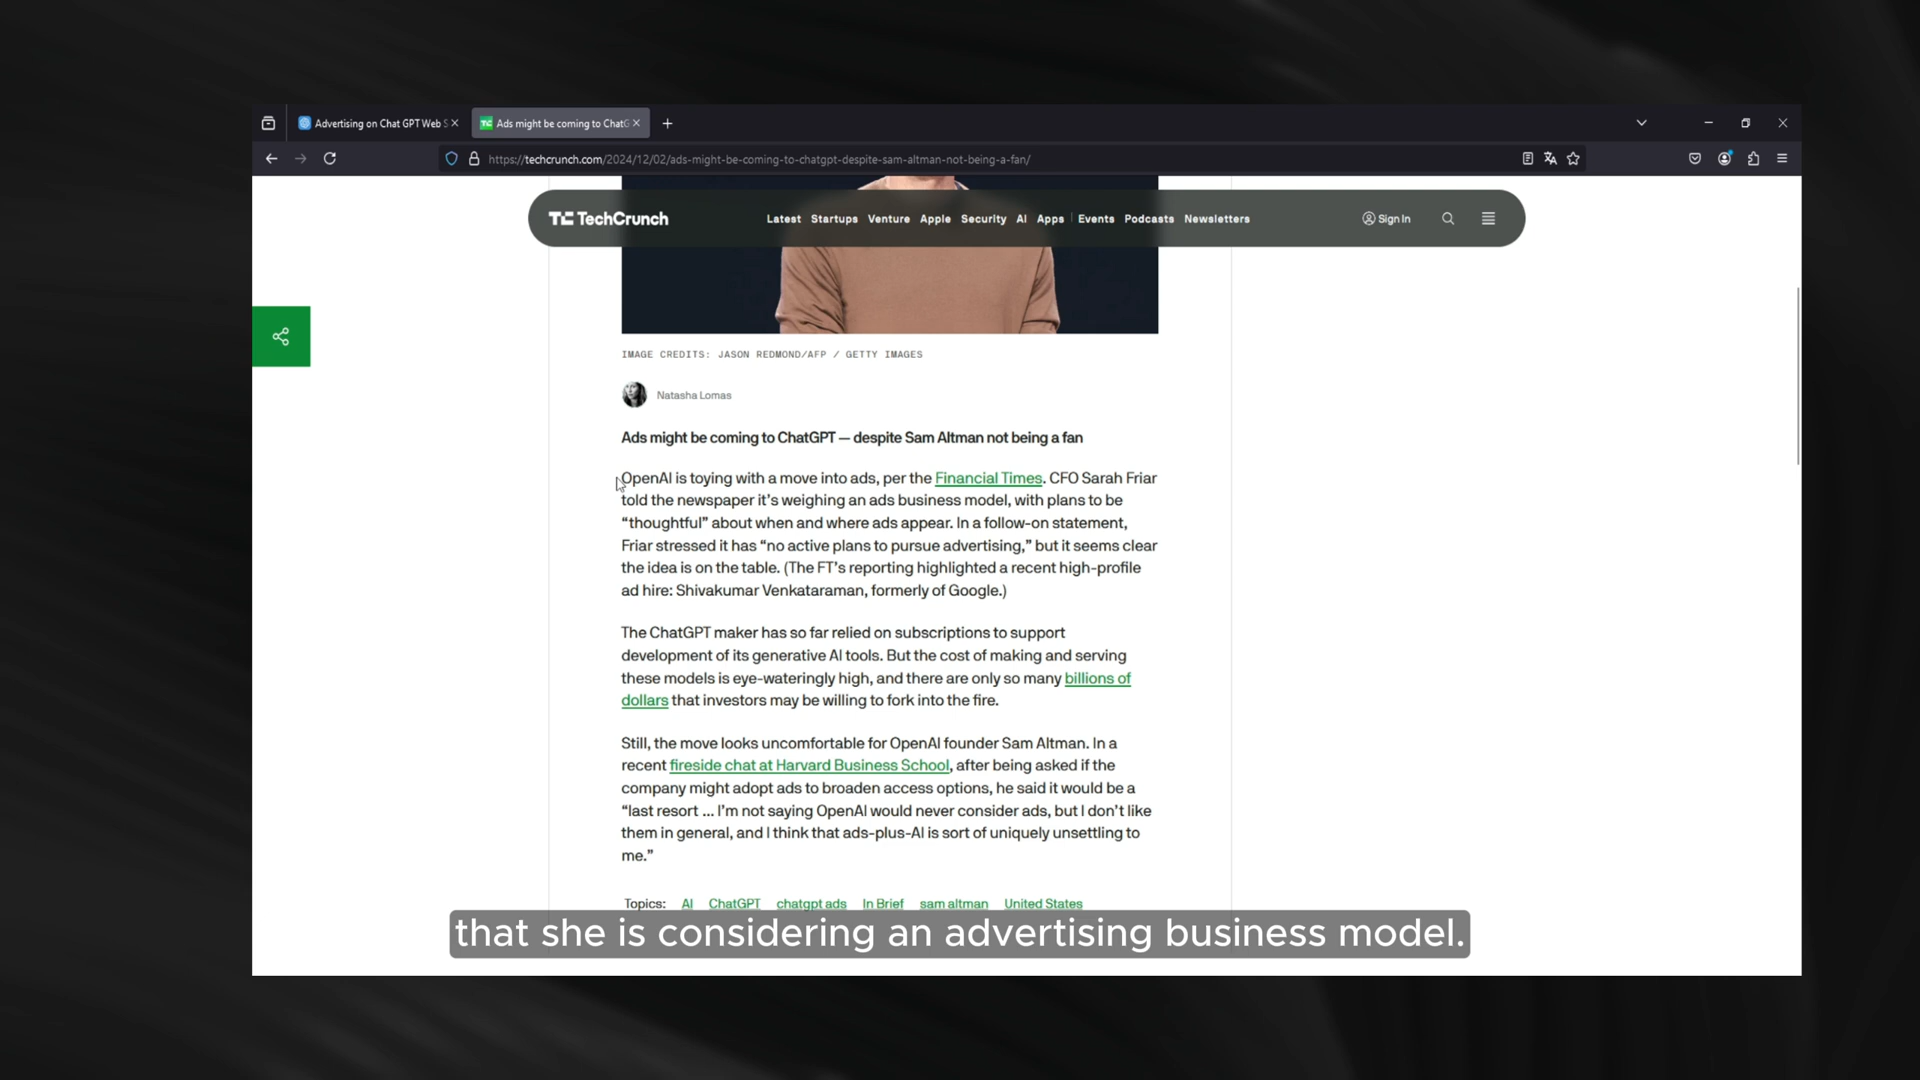 Advertising on Chat GPT Web S
Ads might be coming to ChatG
https://techcrunch.com/2024/12/02/ads-might-be-coming-to-chatgpt-despite-sam-altman-not-being-a-fan/
TC TechCrunch
Latest Startups Venture Apple Security AI Apps Events Podcasts Newsletters
Sign In
IMAGE CREDITS: JASON REDMOND/AFP / GETTY IMAGES
Natasha Lomas
Ads might be coming to ChatGPT — despite Sam Altman not being a fan
OpenAI is toying with a move into ads, per the Financial Times. CFO Sarah Friar
told the newspaper it’s weighing an ads business model, with plans to be
“thoughtful” about when and where ads appear. In a follow-on statement,
Friar stressed it has “no active plans to pursue advertising,” but it seems clear
the idea is on the table. (The FT’s reporting highlighted a recent high-profile
ad hire: Shivakumar Venkataraman, formerly of Google.)
The ChatGPT maker has so far relied on subscriptions to support
development of its generative AI tools. But the cost of making and serving
these models is eye-wateringly high, and there are only so many billions of
dollars that investors may be willing to fork into the fire.
Still, the move looks uncomfortable for OpenAI founder Sam Altman. In a
recent fireside chat at Harvard Business School, after being asked if the
company might adopt ads to broaden access options, he said it would be a
“last resort … I’m not saying OpenAI would never consider ads, but I don’t like
them in general, and I think that ads-plus-AI is sort of uniquely unsettling to
me.”
Topics: AI ChatGPT chatgpt ads In Brief sam altman United States
that she is considering an advertising business model.